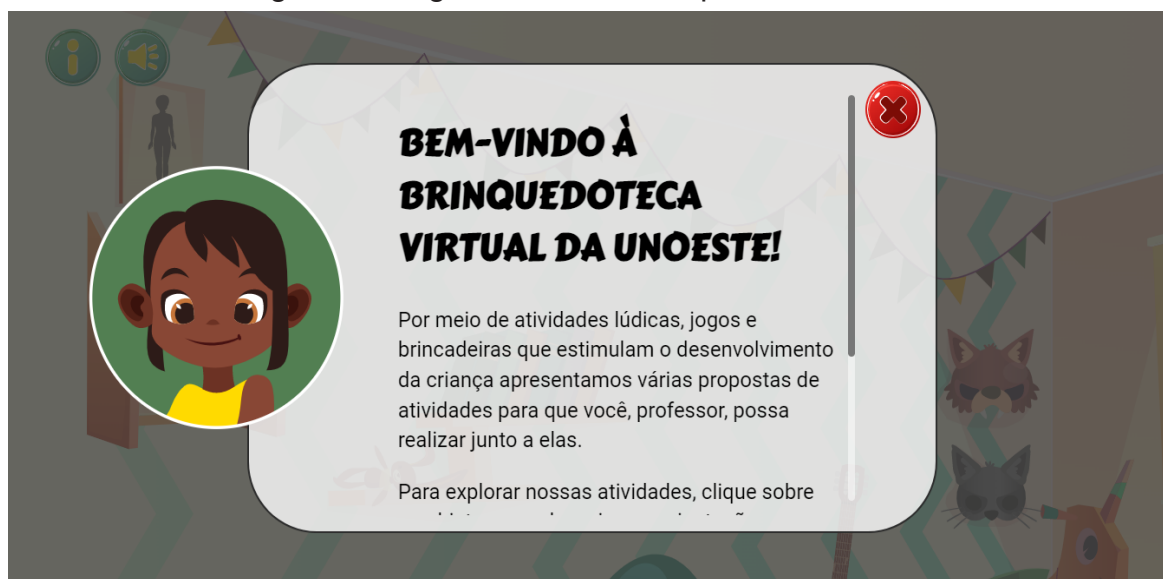 BEM-VINDO À
BRINQUEDOTECA
VIRTUAL DA UNOESTE!
Por meio de atividades lúdicas, jogos e
brincadeiras que estimulam o desenvolvimento
da criança apresentamos várias propostas de
atividades para que você, professor, possa
realizar junto a elas.
Para explorar nossas atividades, clique sobre